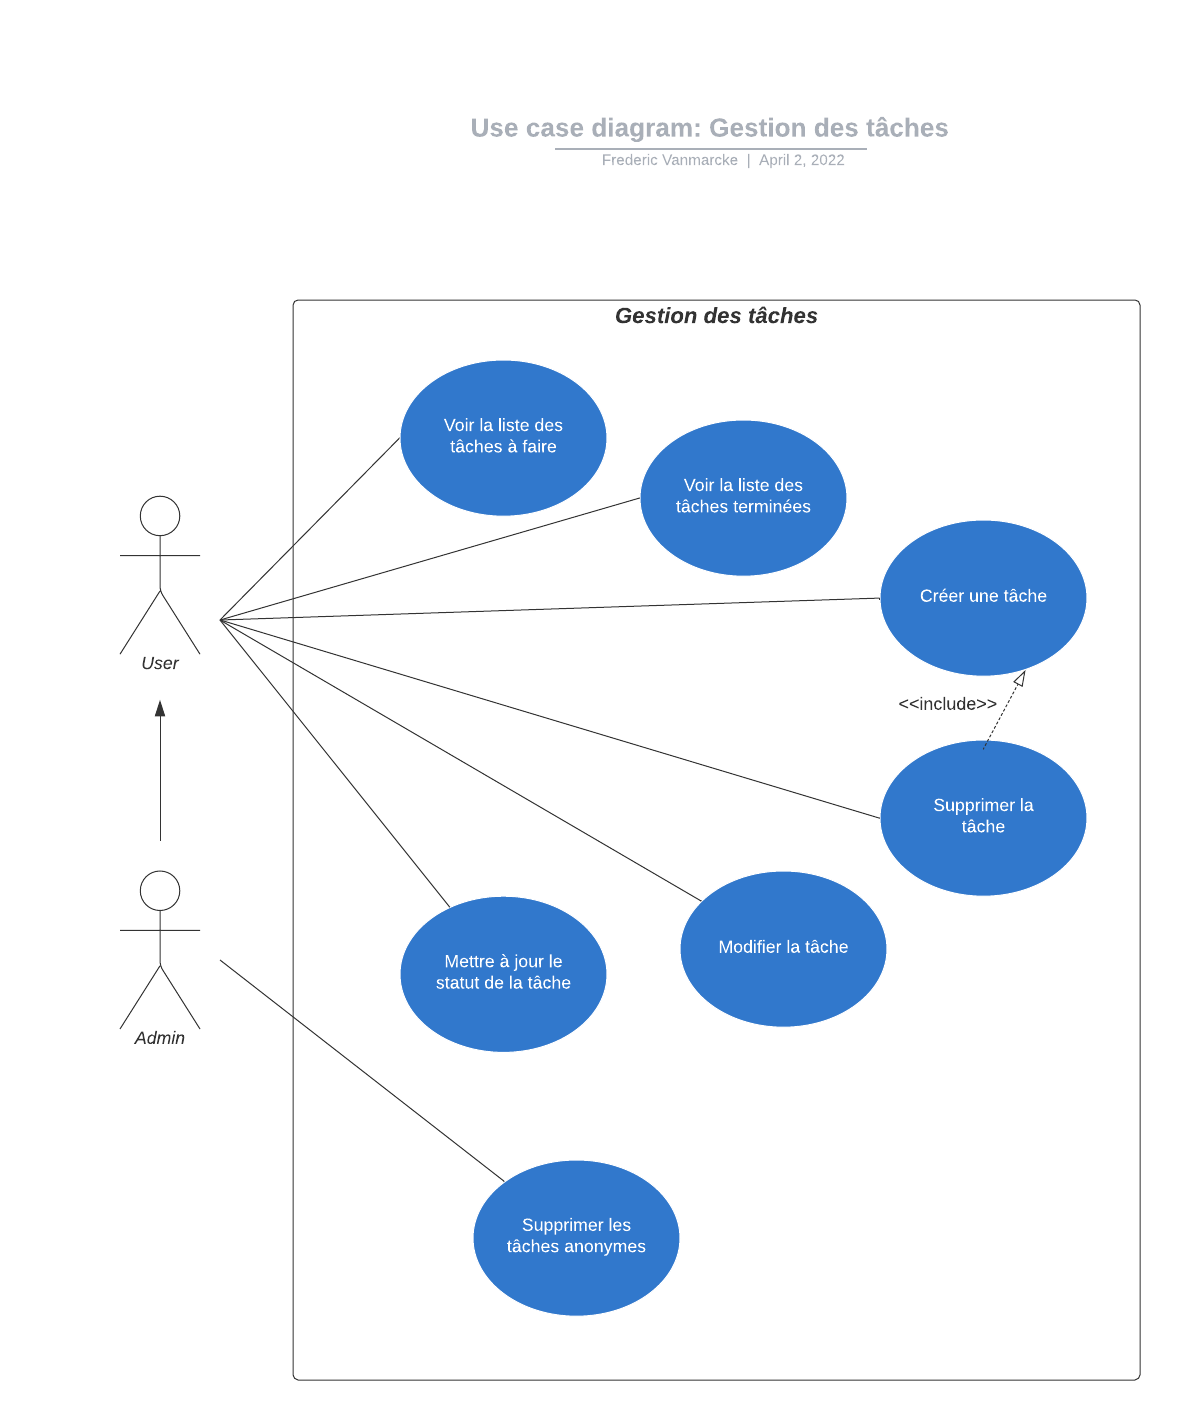 Use case diagram: Gestion des tâches
Frederic Vanmarcke | April 2, 2022
Gestion des tâches
Voir la liste des
tâches à faire
Voir la liste des
tâches terminées
Créer une tâche
User
<<include>>
Supprimer la
tâche
Modifier la tâche
Mettre à jour le
statut de la tâche
Admin
Supprimer les
tâches anonymes